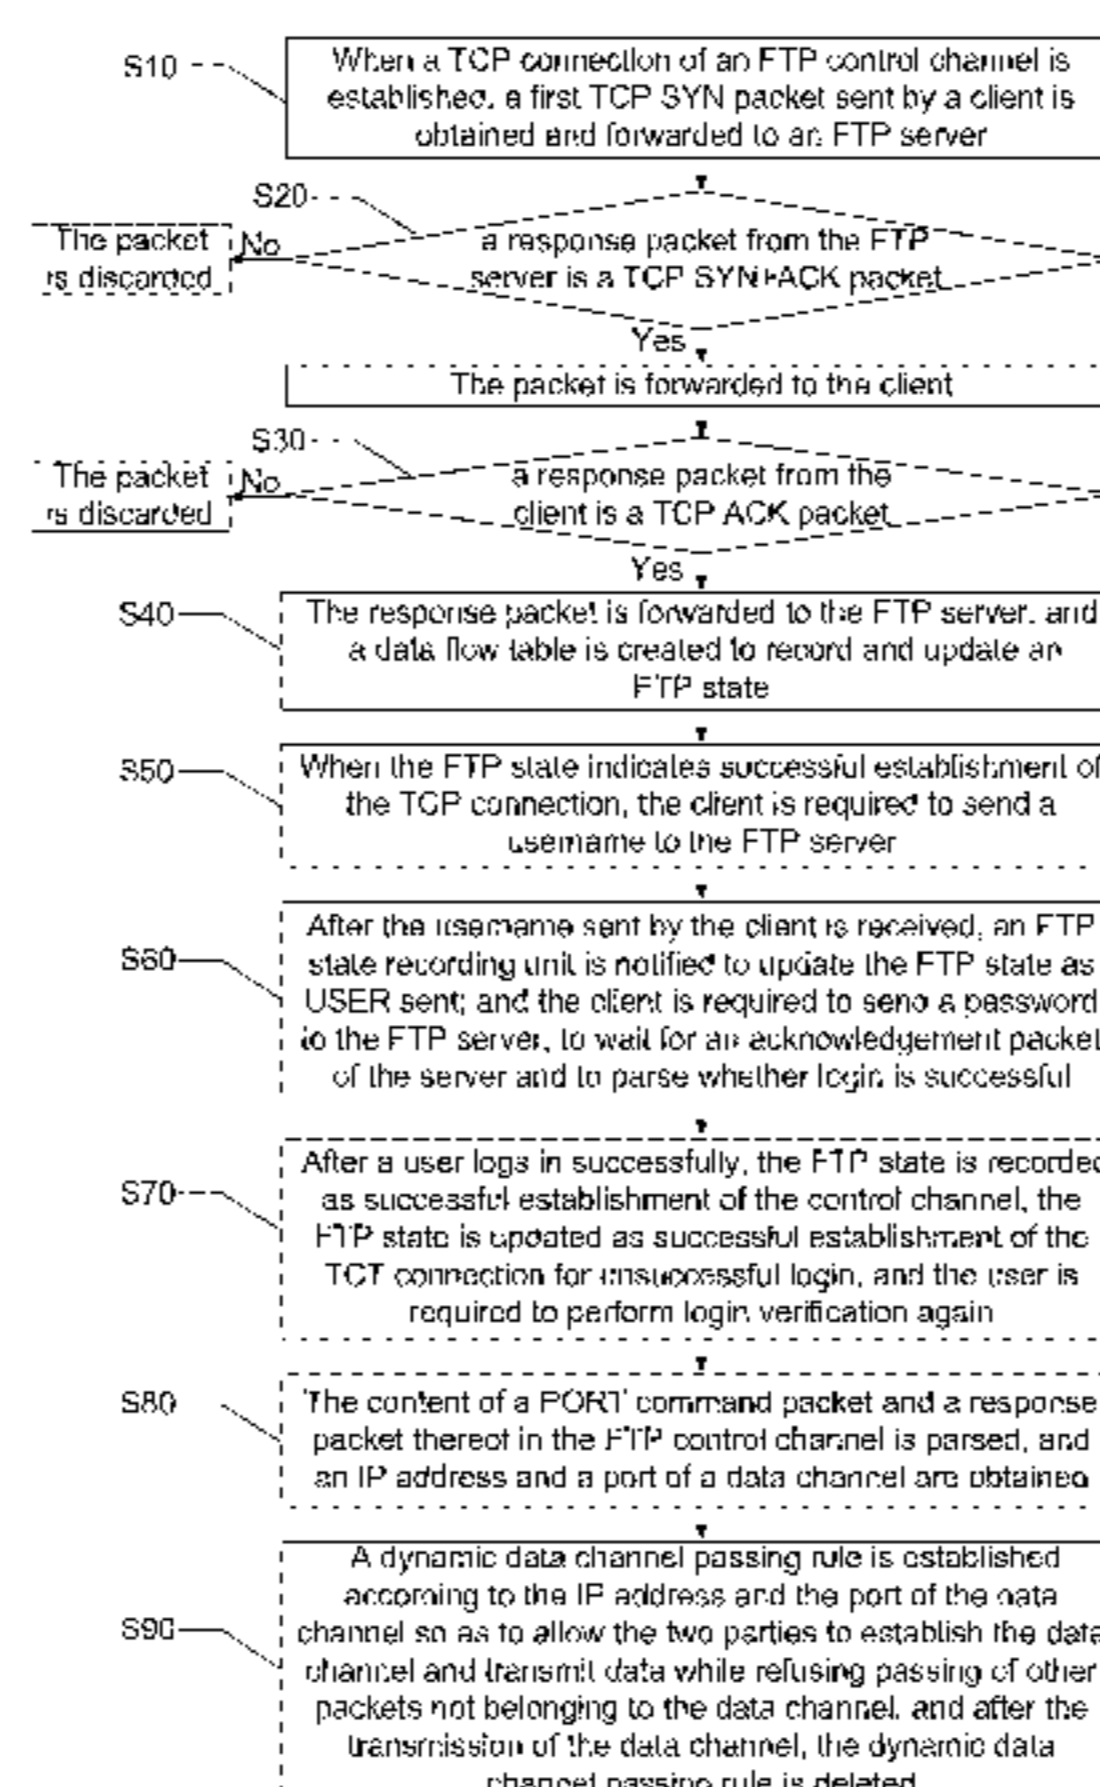 S10
When a TCP connection of an FTP control channel is
established, a first TCP SYN packet sent by a client is
obtained and forwarded to an FTP server
S20
a response packet from the FTP
server is a TCP SYN+ACK packet
No
The packet
is discarded
Yes
The packet is forwarded to the client
S30
a response packet from the
client is a TCP ACK packet
No
The packet
is discarded
Yes
S40
The response packet is forwarded to the FTP server, and
a data flow table is created to record and update an
FTP state
S50
When the FTP state indicates successful establishment of
the TCP connection, the client is required to send a
username to the FTP server
S60
After the username sent by the client is received, an FTP
state recording unit is notified to update the FTP state as
USER sent; and the client is required to send a password
to the FTP server, to wait for an acknowledgement packet
of the server and to parse whether login is successful
S70
After a user logs in successfully, the FTP state is recorded
as successful establishment of the control channel, the
FTP state is updated as successful establishment of the
TCT connection for unsuccessful login, and the user is
required to perform login verification again
S80
The content of a PORT command packet and a response
packet thereof in the FTP control channel is parsed, and
an IP address and a port of a data channel are obtained
S90
A dynamic data channel passing rule is established
according to the IP address and the port of the data
channel so as to allow the two parties to establish the data
channel and transmit data while refusing passing of other
packets not belonging to the data channel, and after the
transmission of the data channel, the dynamic data
channel passing rule is deleted